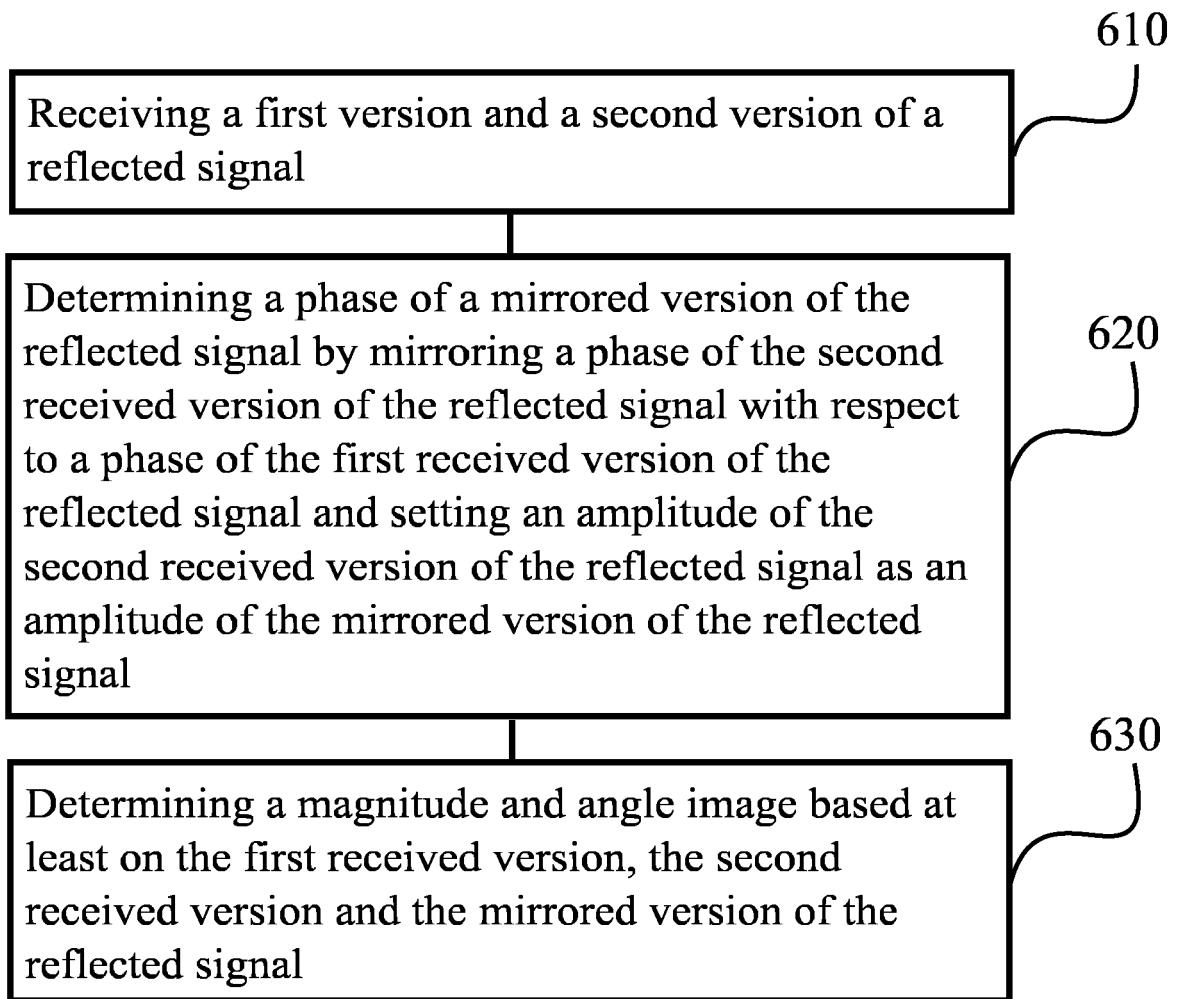 610
Receiving a first version and a second version of a
reflected signal
Determining a phase of a mirrored version of the
reflected signal by mirroring a phase of the second
received version of the reflected signal with respect
to a phase of the first received version of the
reflected signal and setting an amplitude of the
second received version of the reflected signal as an
amplitude of the mirrored version of the reflected
signal
620
630
Determining a magnitude and angle image based at
least on the first received version, the second
received version and the mirrored version of the
reflected signal